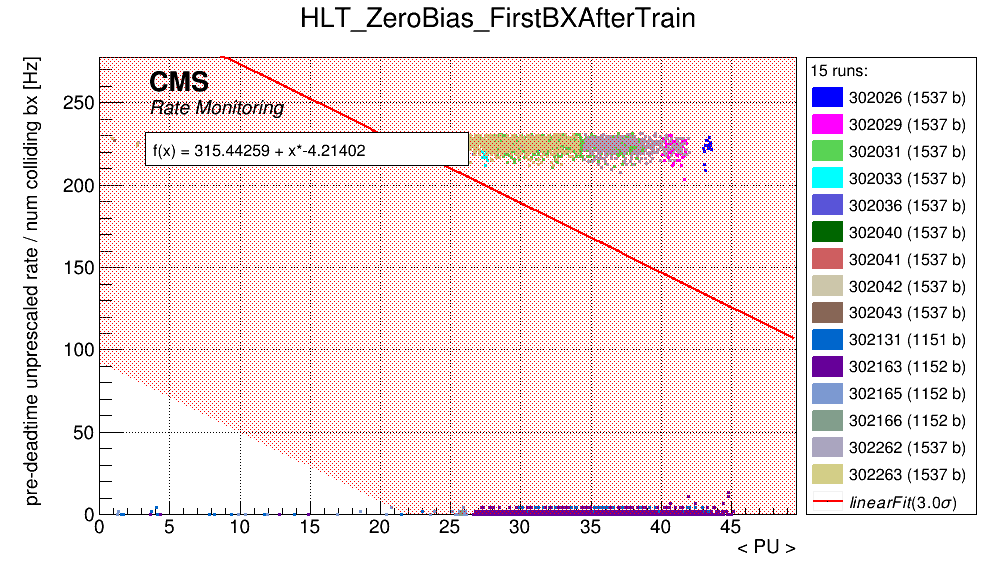 HLT_ZeroBias_FirstBXAfterTrain
pre-deadtime unprescaled rate / num colliding bx [Hz]
CMS
Rate Monitoring
f(x) = 315.44259 + x*-4.21402
250
200
150
100
50
0
0 5 10 15 20 25 30 35 40 45
< PU >
15 runs:
302026 (1537 b)
302029 (1537 b)
302031 (1537 b)
302033 (1537 b)
302036 (1537 b)
302040 (1537 b)
302041 (1537 b)
302042 (1537 b)
302043 (1537 b)
302131 (1151 b)
302163 (1152 b)
302165 (1152 b)
302166 (1152 b)
302262 (1537 b)
302263 (1537 b)
linearFit(3.0σ)